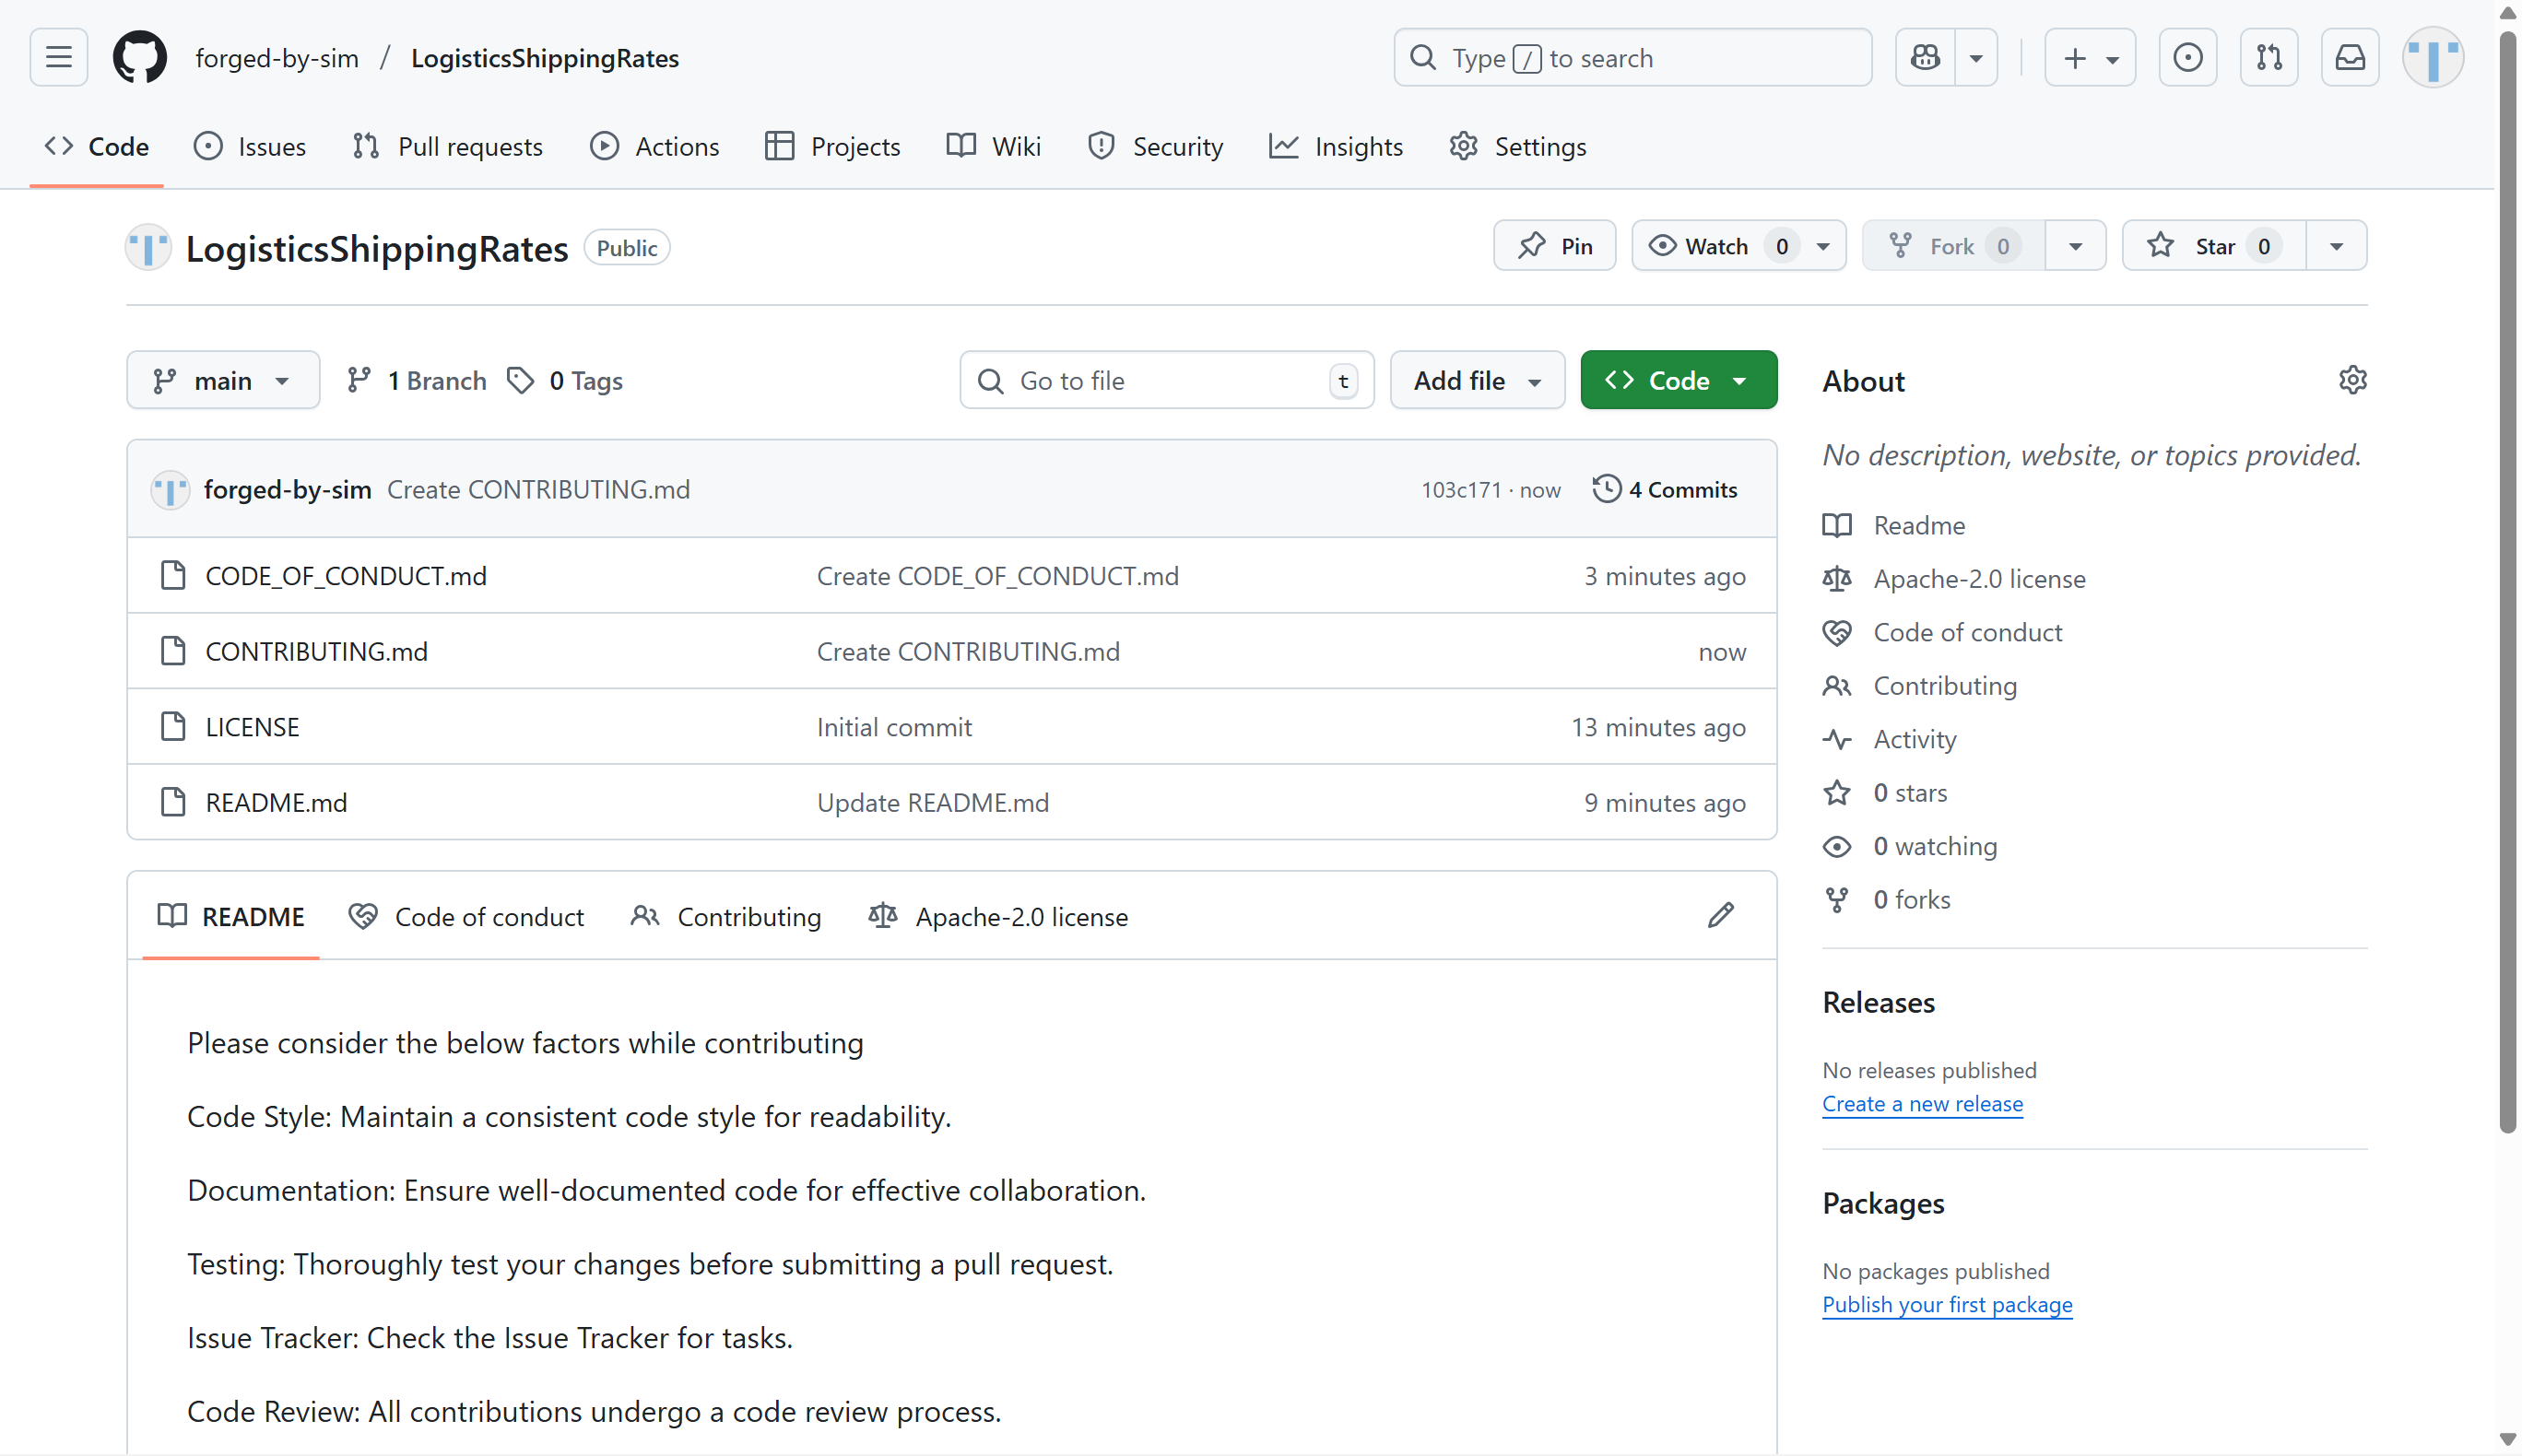 forged-by-sim / LogisticsShippingRates
Type / to search
Code Issues Pull requests Actions Projects Wiki Security Insights Settings
LogisticsShippingRates Public
Pin Watch 0 Fork 0 Star 0
main 1 Branch 0 Tags
Go to file t Add file Code
forged-by-sim Create CONTRIBUTING.md 103c171 · now 4 Commits
CODE_OF_CONDUCT.md Create CODE_OF_CONDUCT.md 3 minutes ago
CONTRIBUTING.md Create CONTRIBUTING.md now
LICENSE Initial commit 13 minutes ago
README.md Update README.md 9 minutes ago
README Code of conduct Contributing Apache-2.0 license
Please consider the below factors while contributing
Code Style: Maintain a consistent code style for readability.
Documentation: Ensure well-documented code for effective collaboration.
Testing: Thoroughly test your changes before submitting a pull request.
Issue Tracker: Check the Issue Tracker for tasks.
Code Review: All contributions undergo a code review process.
About
No description, website, or topics provided.
Readme
Apache-2.0 license
Code of conduct
Contributing
Activity
0 stars
0 watching
0 forks
Releases
No releases published
Create a new release
Packages
No packages published
Publish your first package